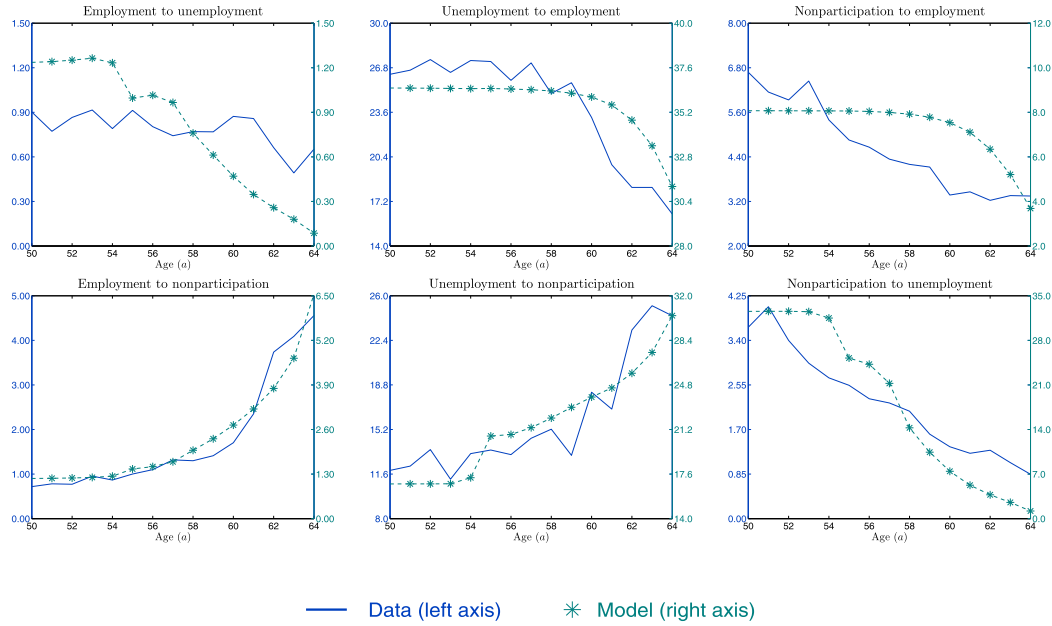 Employment to unemployment
Unemployment to employment
Nonparticipation to employment
1.50 1.50 30.0 40.0 8.00 12.0
1.20 1.20 26.8 37.6 6.80 10.0
0.90 0.90 23.6 35.2 5.60 8.0
0.60 0.60 20.4 32.8 4.40 6.0
0.30 0.30 17.2 30.4 3.20 4.0
0.00 0.00 14.0 28.0 2.00 2.0
50 52 54 56 58 60 62 64 50 52 54 56 58 60 62 64 50 52 54 56 58 60 62 64
Age (a) Age (a) Age (a)
Employment to nonparticipation
Unemployment to nonparticipation
Nonparticipation to unemployment
5.00 6.50 26.0 32.0 4.25 35.0
4.00 5.20 22.4 28.4 3.40 28.0
3.00 3.90 18.8 24.8 2.55 21.0
2.00 2.60 15.2 21.2 1.70 14.0
1.00 1.30 11.6 17.6 0.85 7.0
0.00 0.00 8.0 14.0 0.00 0.0
50 52 54 56 58 60 62 64 50 52 54 56 58 60 62 64 50 52 54 56 58 60 62 64
Age (a) Age (a) Age (a)
Data (left axis) Model (right axis)